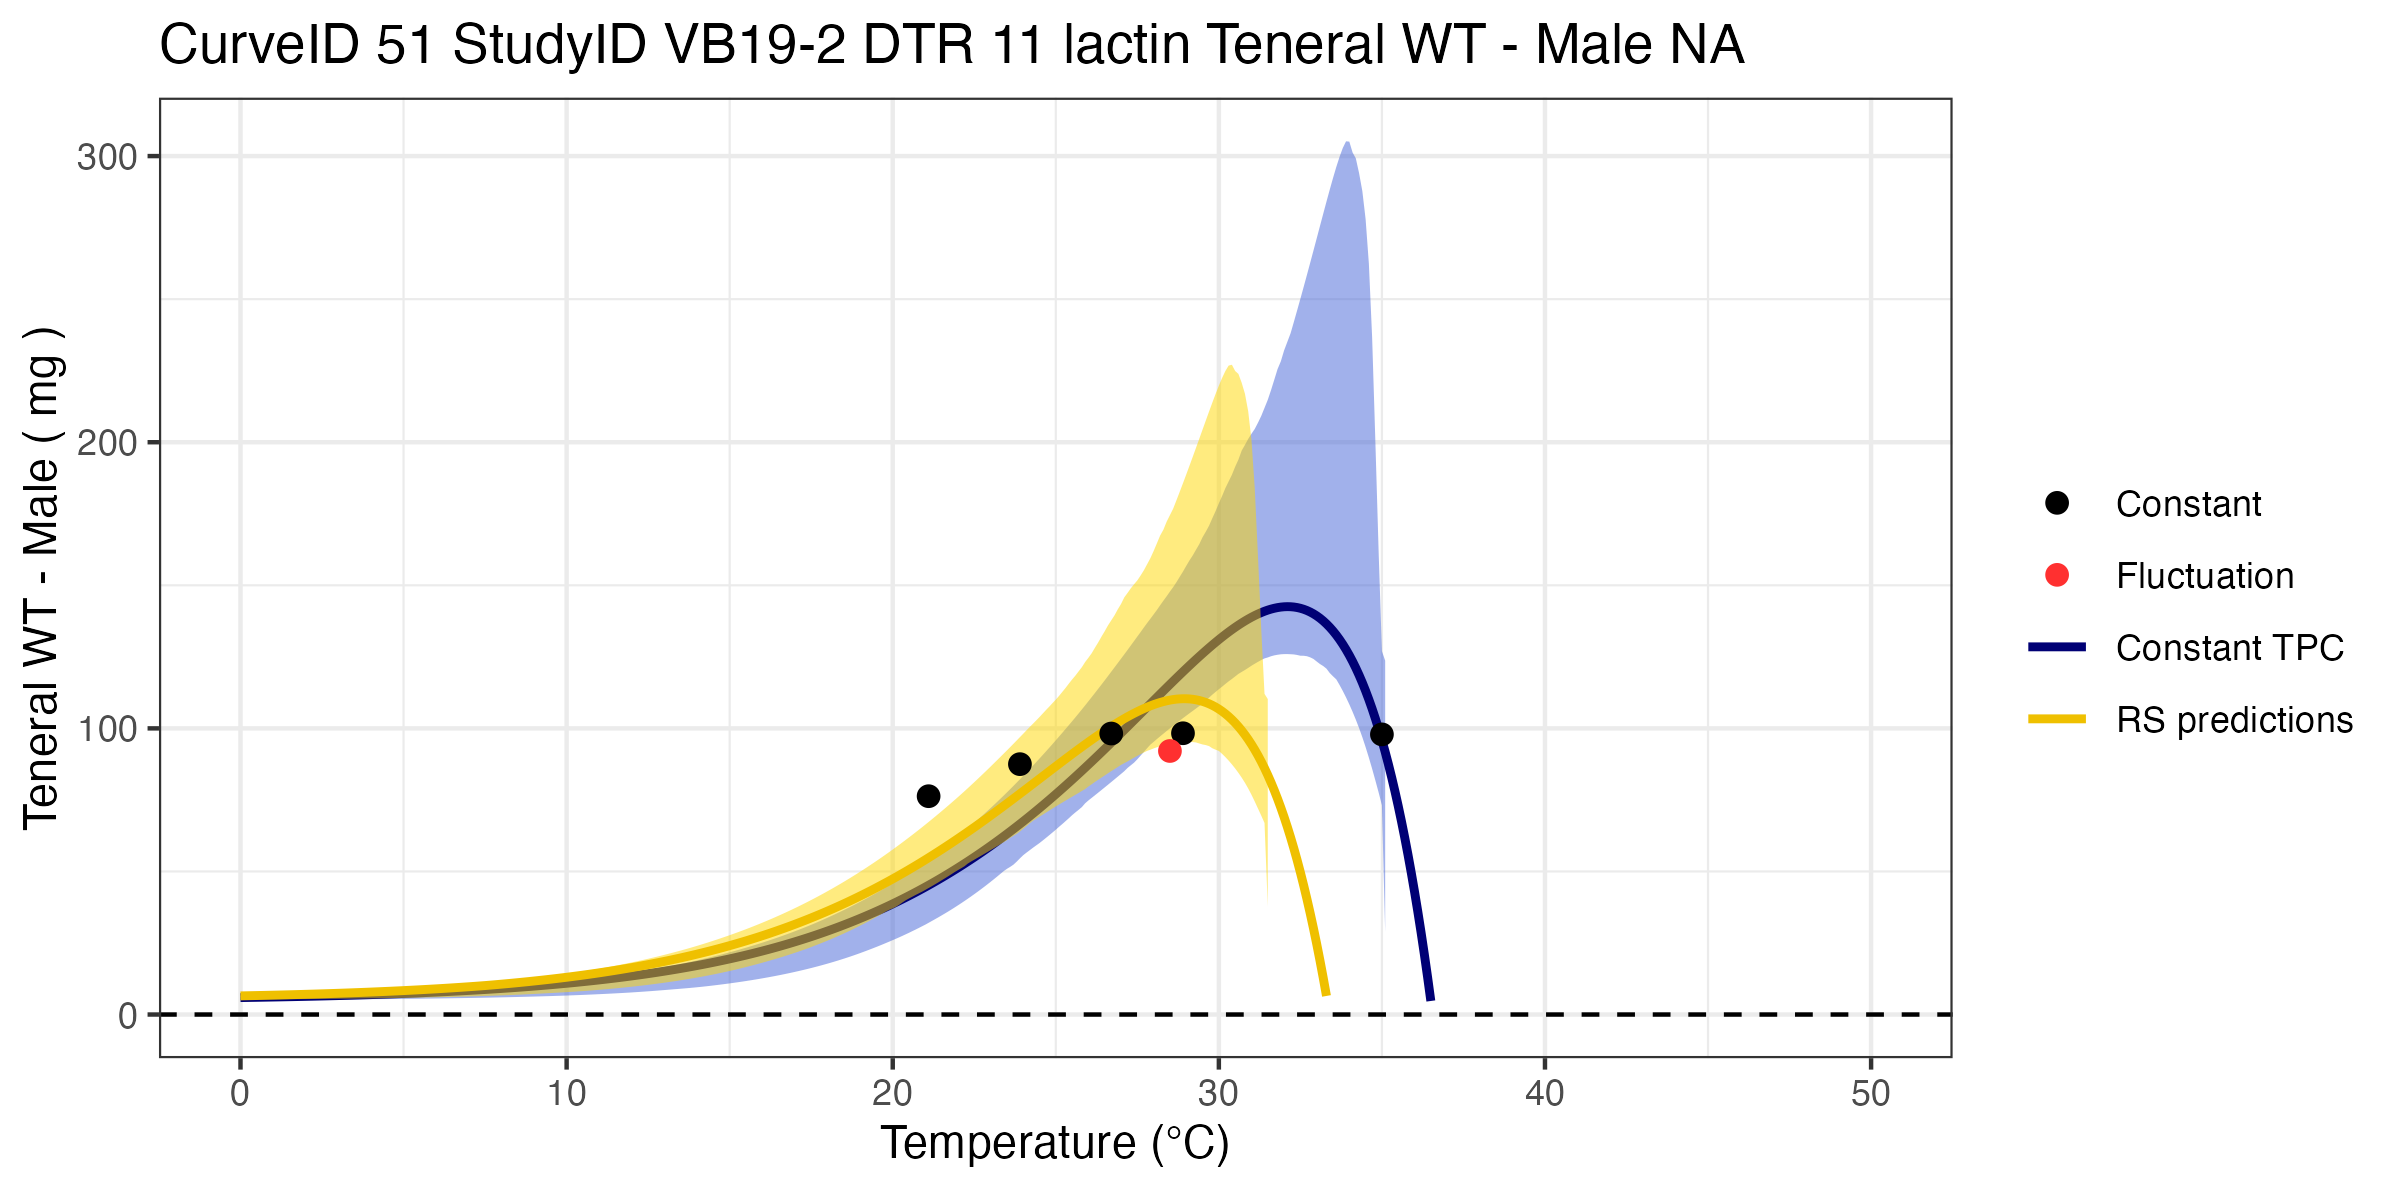 CurveID 51 StudyID VB19-2 DTR 11 lactin Teneral WT - Male NA
Teneral WT - Male ( mg )
300
200
100
0
0 10 20 30 40 50
Temperature (°C)
Constant
Fluctuation
Constant TPC
RS predictions